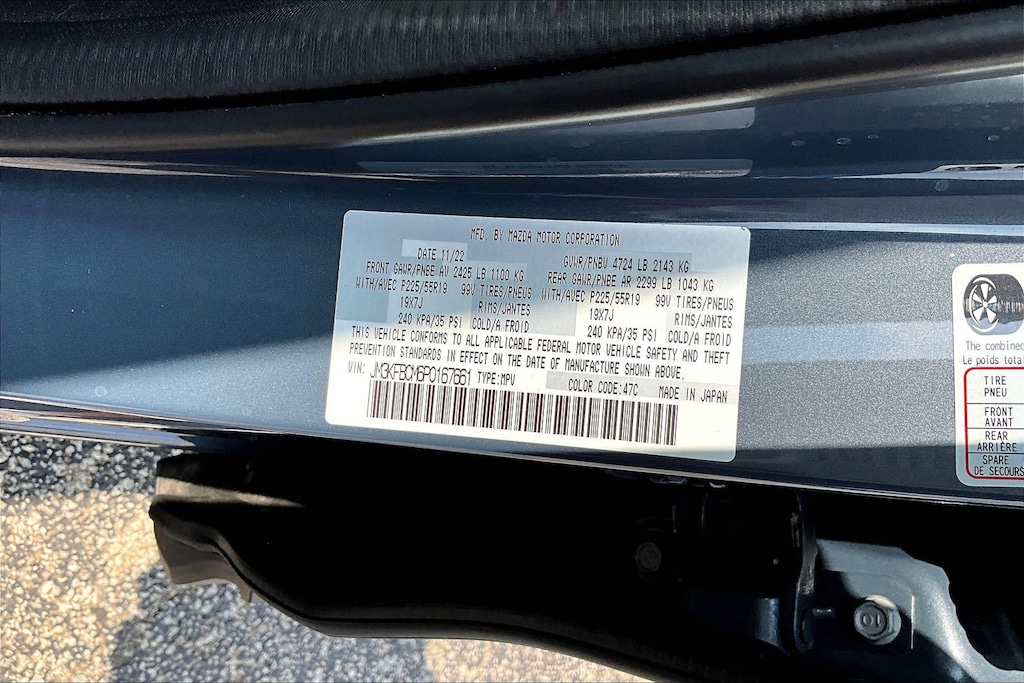 MFD. BY MAZDA MOTOR CORPORATION
DATE 11/22 GVWR/PNBV 4724 LB 2143 KG
FRONT GAWR/PNBE AV 2425 LB 1100 KG REAR GAWR/PNBE AR 2299 LB 1043 KG
WITH/AVEC P225/55R19 99V TIRES/PNEUS WITH/AVEC P225/55R19 99V TIRES/PNEUS
19X7J RIMS/JANTES 19X7J RIMS/JANTES
240 KPA/35 PSI COLD/A FROID 240 KPA/35 PSI COLD/A FROID
THIS VEHICLE CONFORMS TO ALL APPLICABLE FEDERAL MOTOR VEHICLE SAFETY AND THEFT
PREVENTION STANDARDS IN EFFECT ON THE DATE OF MANUFACTURE SHOWN ABOVE.
VIN: JM3KFBCM6P0167661 TYPE:MPV COLOR CODE:47C MADE IN JAPAN
The combined
Le poids tota
TIRE
PNEU
FRONT
AVANT
REAR
ARRIÈRE
SPARE
DE SECOURS
10